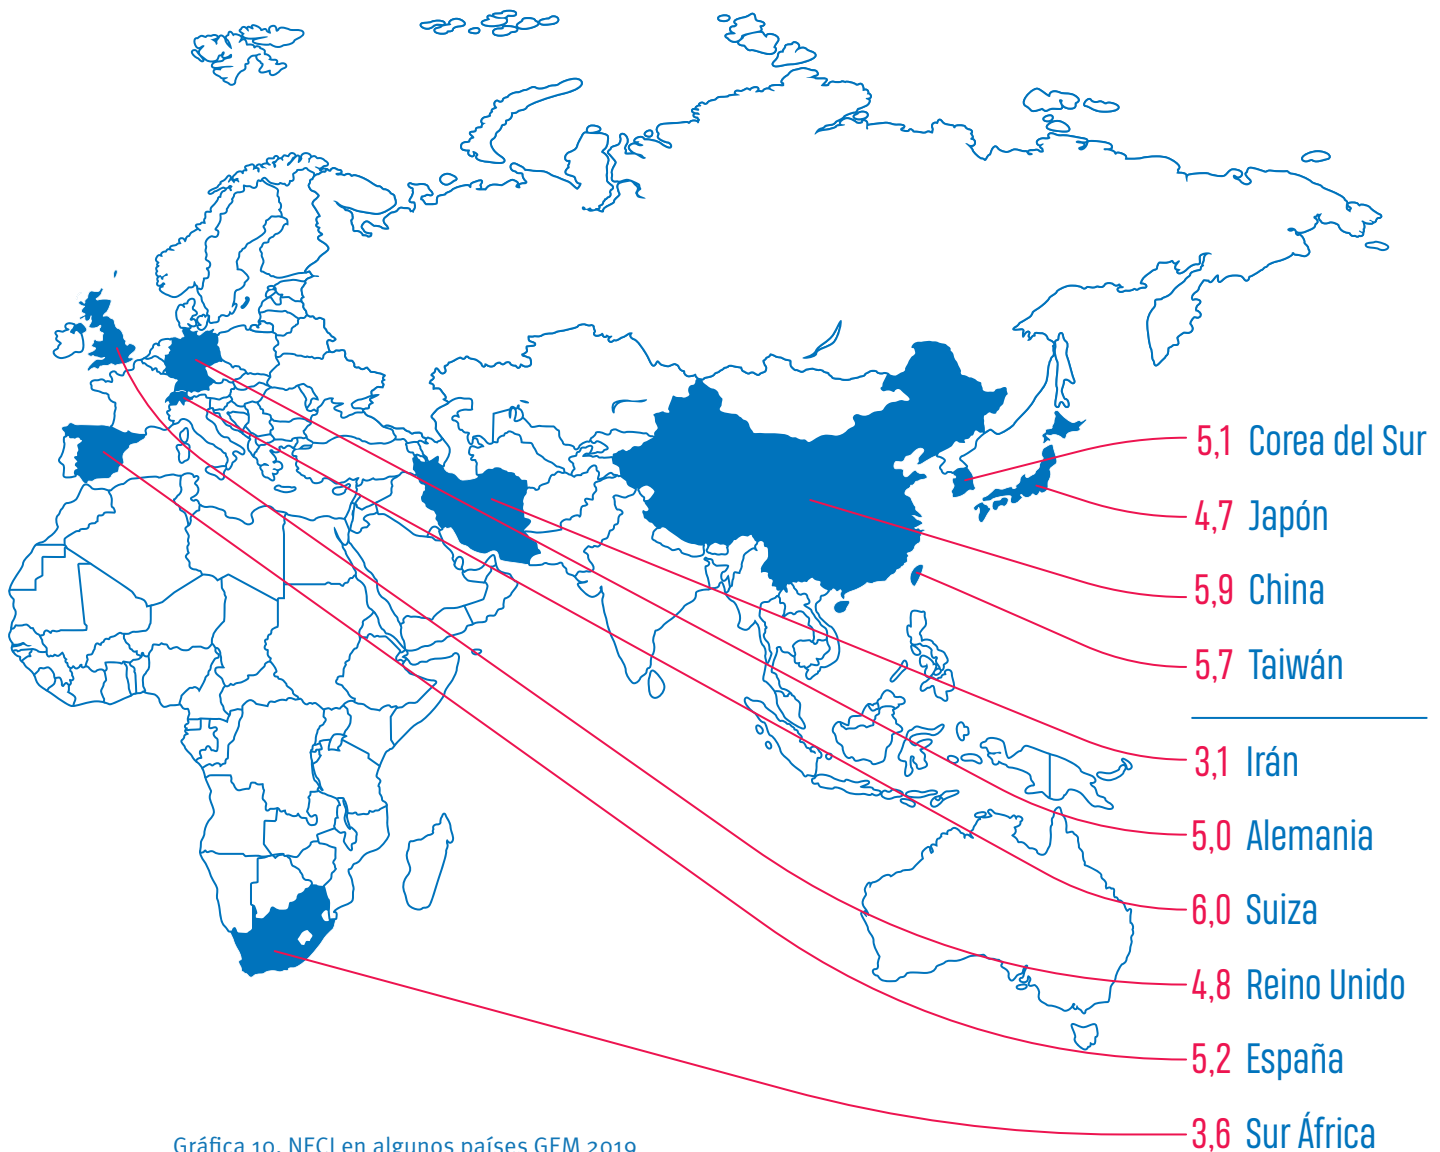 5,1 Corea del Sur
4,7 Japón
5,9 China
5,7 Taiwán
3,1 Irán
5,0 Alemania
6,0 Suiza
4,8 Reino Unido
5,2 España
3,6 Sur África
Gráfica 10. NECI en algunos países GEM 2019